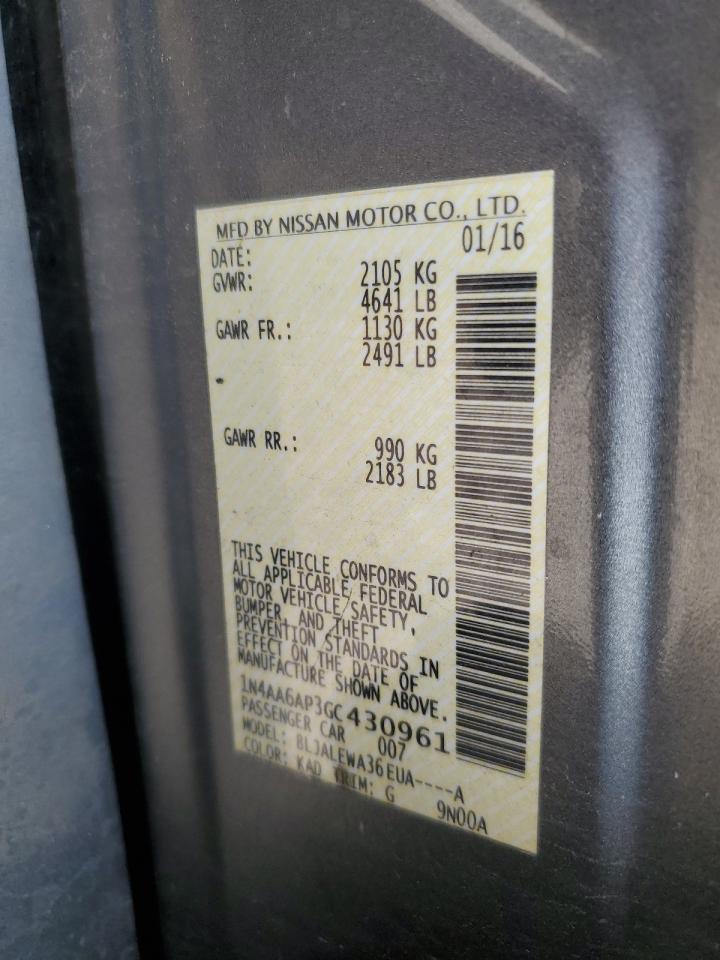 MFD BY NISSAN MOTOR CO., LTD.
DATE: 01/16
GVWR: 2105 KG
4641 LB
GAWR FR.: 1130 KG
2491 LB
GAWR RR.: 990 KG
2183 LB
THIS VEHICLE CONFORMS TO
ALL APPLICABLE FEDERAL
MOTOR VEHICLE SAFETY,
BUMPER, AND THEFT
PREVENTION STANDARDS IN
EFFECT ON THE DATE OF
MANUFACTURE SHOWN ABOVE.
1N4AA6AP3GC430961
PASSENGER CAR 007
MODEL: BLJALEWA36EUA----A
COLOR: KAD TRIM: G 9N00A